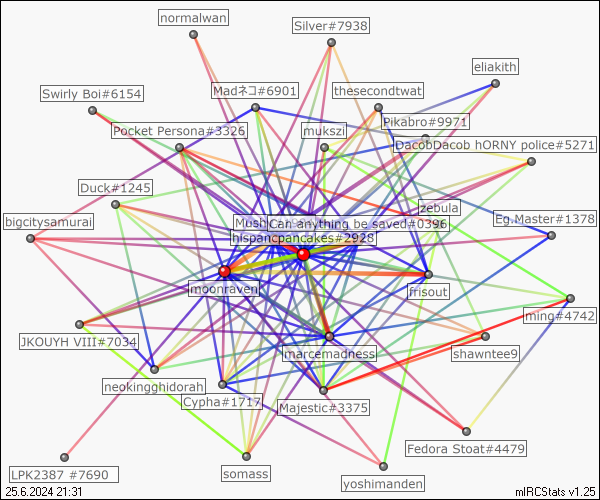 normalwan
Silver#7938
eliakith
Swirly Boi#6154
Madネコ#6901
thesecondtwat
Pikabro#9971
Pocket Persona#3326
mukszi
DacobDacob hORNY police#5271
Duck#1245
zebula
bigcitysamurai
Mush
Can anything be saved#0396
Eg.Master#1378
hispancpancakes#2928
moonraven
frisout
ming#4742
JKOUYH VIII#7034
marcemadness
shawntee9
neokingghidorah
Cypha#1717
Majestic#3375
Fedora Stoat#4479
LPK2387 #7690
somass
yoshimanden
25.6.2024 21:31
mIRCStats v1.25